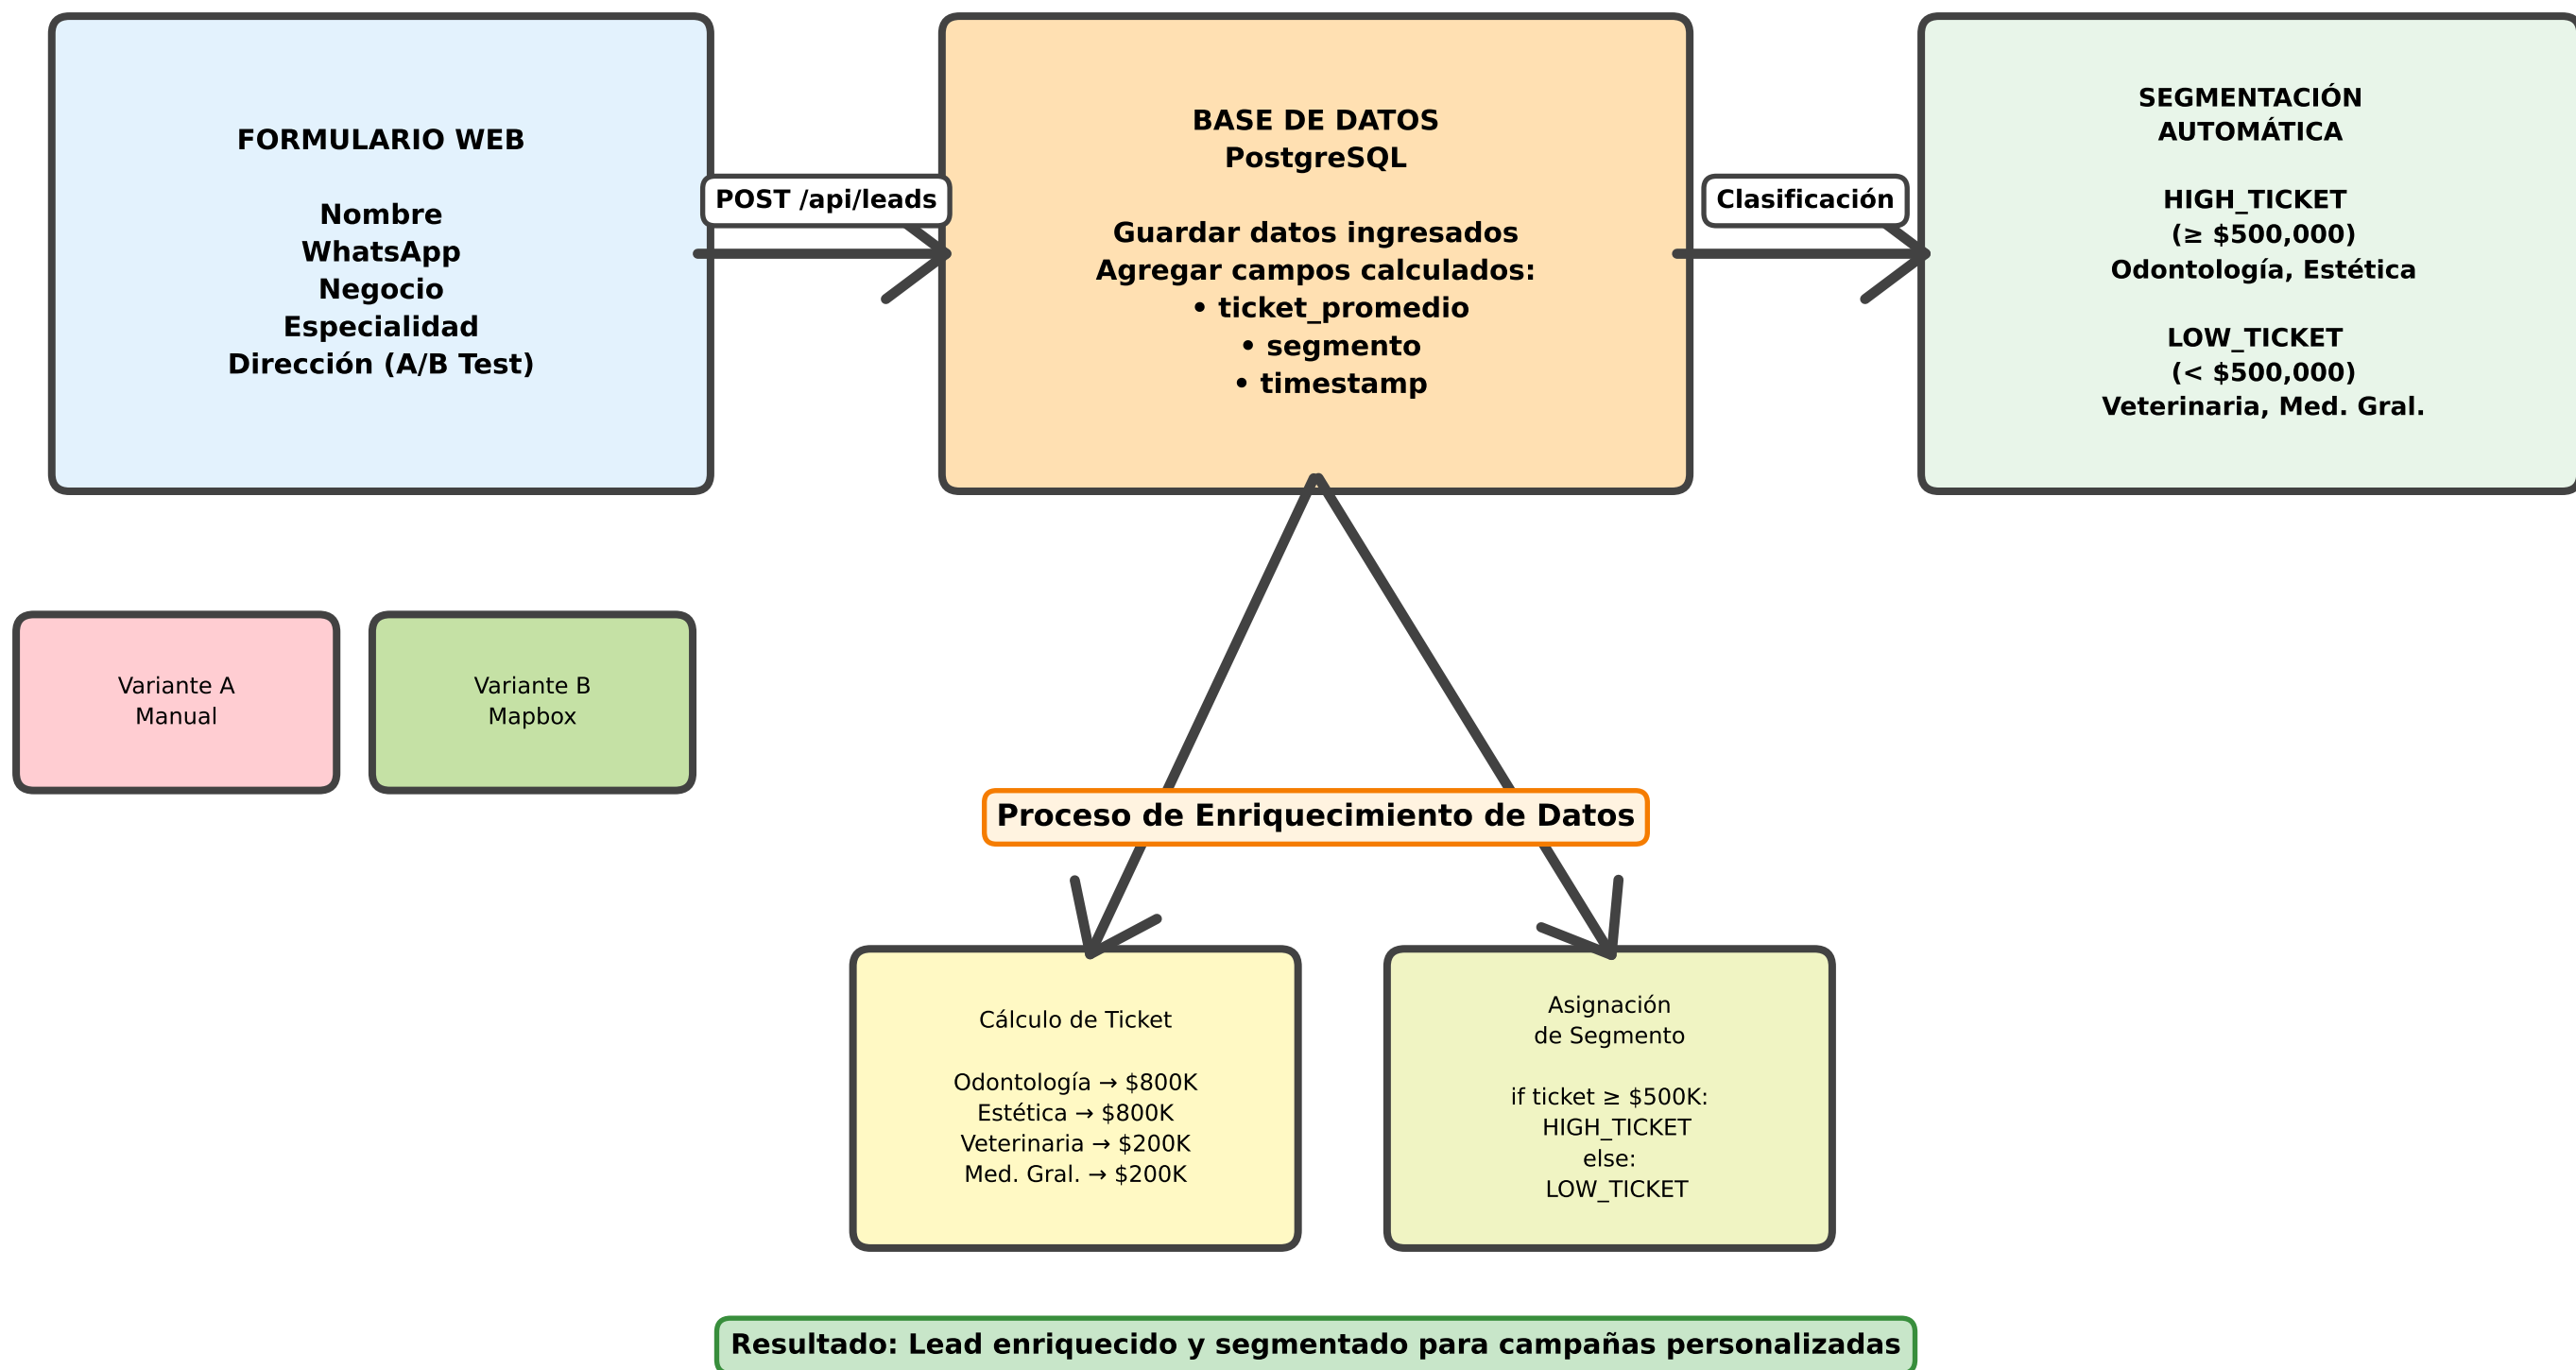 FORMULARIO WEB
Nombre
WhatsApp
Negocio
Especialidad
Dirección (A/B Test)
POST /api/leads
BASE DE DATOS
PostgreSQL
Guardar datos ingresados
Agregar campos calculados:
• ticket_promedio
• segmento
• timestamp
Clasificación
SEGMENTACIÓN
AUTOMÁTICA
HIGH_TICKET
(≥ $500,000)
Odontología, Estética
LOW_TICKET
(< $500,000)
Veterinaria, Med. Gral.
Variante A
Manual
Variante B
Mapbox
Proceso de Enriquecimiento de Datos
Cálculo de Ticket
Odontología → $800K
Estética → $800K
Veterinaria → $200K
Med. Gral. → $200K
Asignación
de Segmento
if ticket ≥ $500K:
HIGH_TICKET
else:
LOW_TICKET
Resultado: Lead enriquecido y segmentado para campañas personalizadas